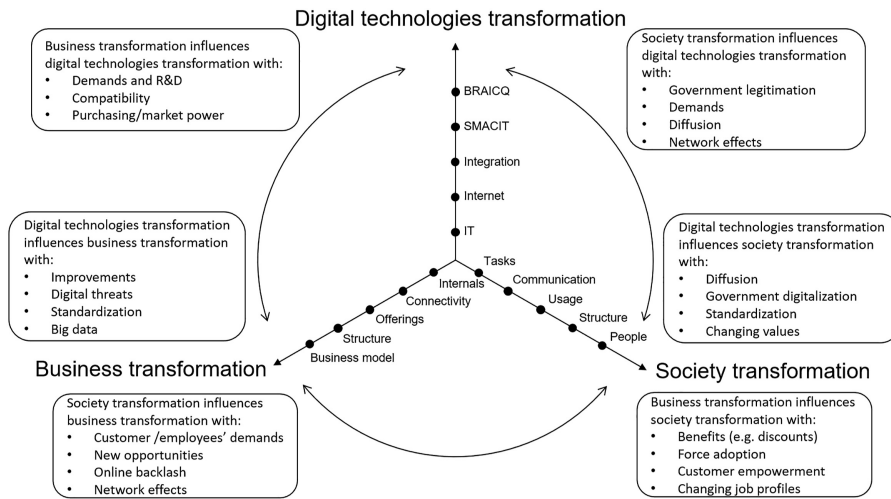 Digital technologies transformation
Business transformation influences
digital technologies transformation with:
• Demands and R&D
• Compatibility
• Purchasing/market power
Society transformation influences
digital technologies transformation
with:
• Government legitimation
• Demands
• Diffusion
• Network effects
BRAICQ
SMACIT
Integration
Internet
IT
Digital technologies transformation
influences business transformation
with:
• Improvements
• Digital threats
• Standardization
• Big data
Internals
Connectivity
Offerings
Structure
Business model
Tasks
Communication
Usage
Structure
People
Digital technologies transformation
influences society transformation
with:
• Diffusion
• Government digitalization
• Standardization
• Changing values
Business transformation
Society transformation
Society transformation influences
business transformation with:
• Customer /employees’ demands
• New opportunities
• Online backlash
• Network effects
Business transformation influences
society transformation with:
• Benefits (e.g. discounts)
• Force adoption
• Customer empowerment
• Changing job profiles